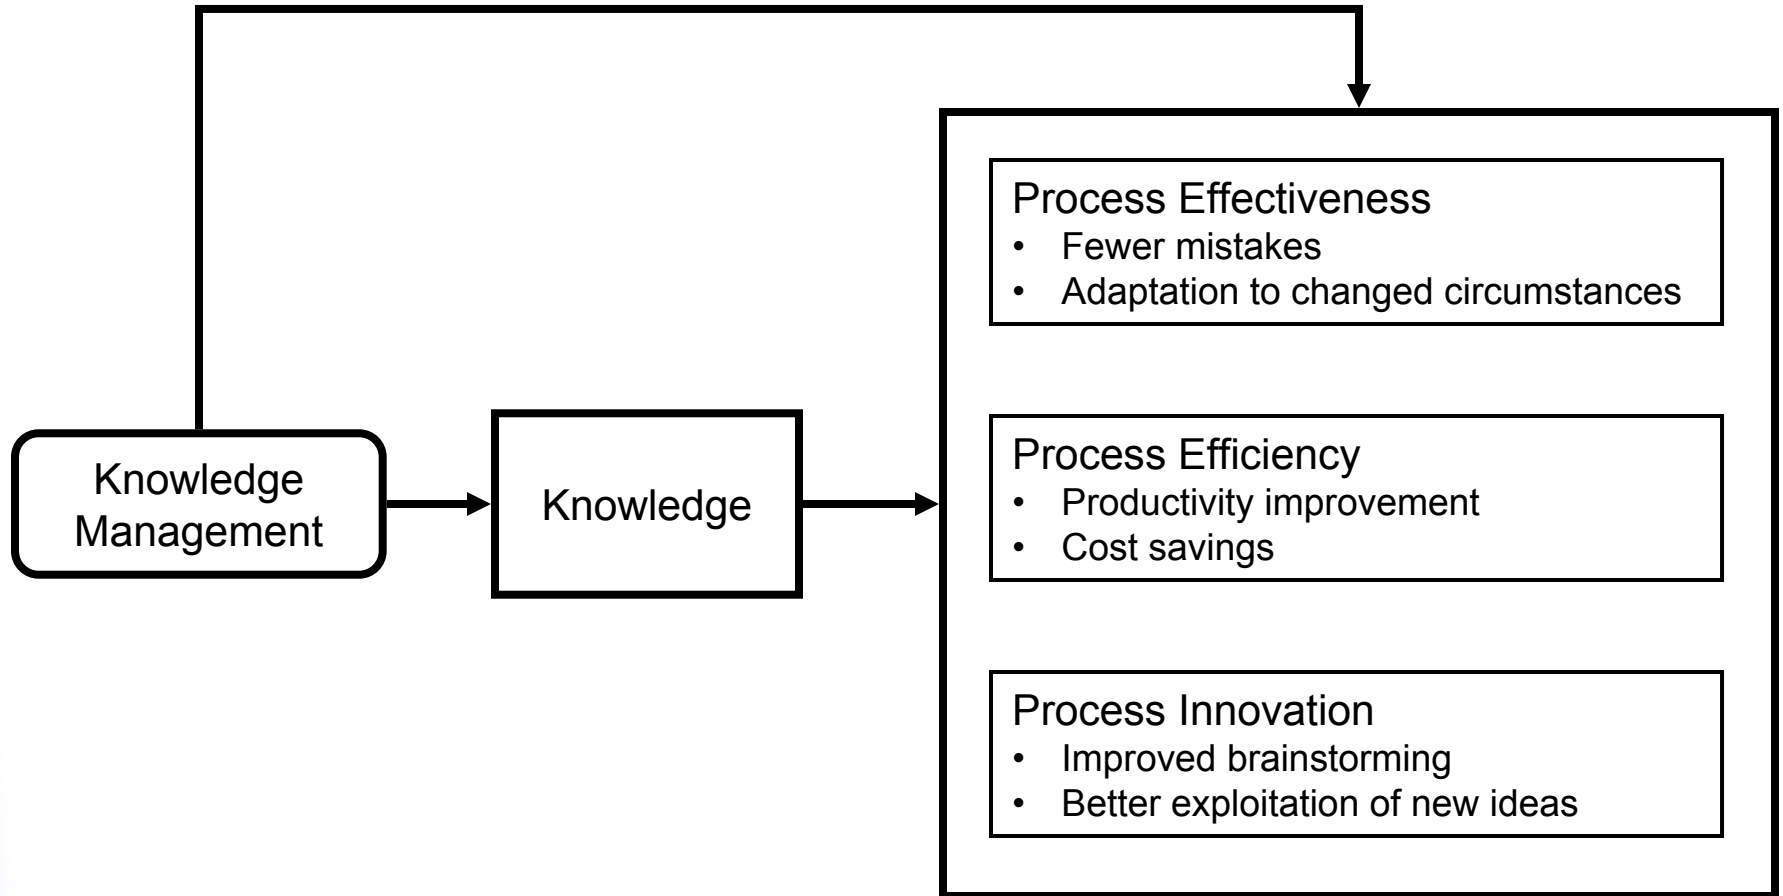 Process Effectiveness
• Fewer mistakes
• Adaptation to changed circumstances
Knowledge
Management
Knowledge
Process Efficiency
• Productivity improvement
• Cost savings
Process Innovation
• Improved brainstorming
• Better exploitation of new ideas